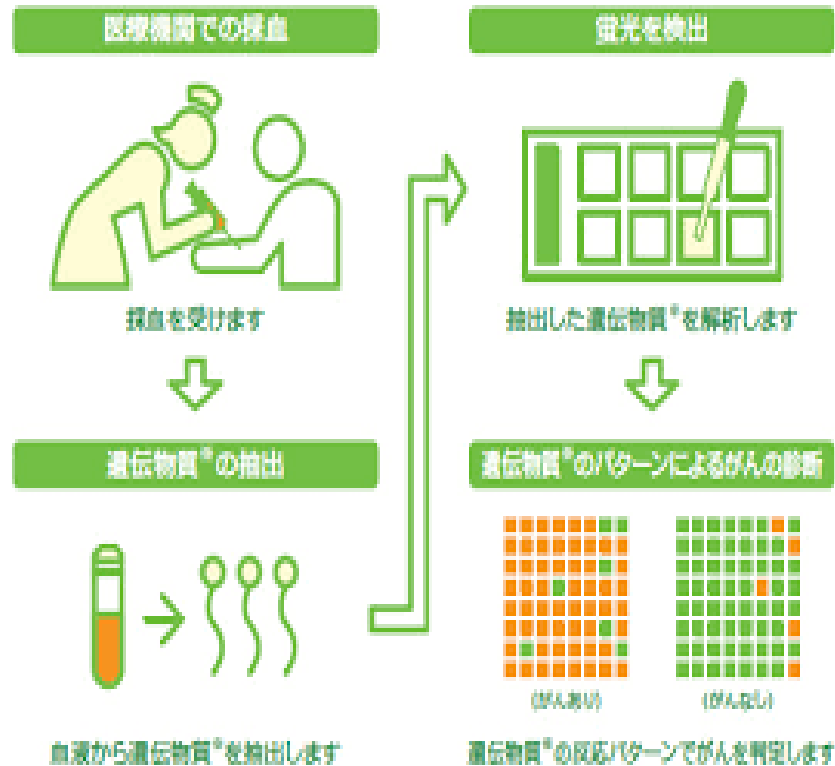 医療機関での採血
採血を受けます
遺伝物質※の抽出
血液から遺伝物質※を抽出します
蛍光を検出
抽出した遺伝物質※を解析します
遺伝物質※のパターンによるがんの診断
(がんあり)
(がんなし)
遺伝物質※の反応パターンでがんを判定します